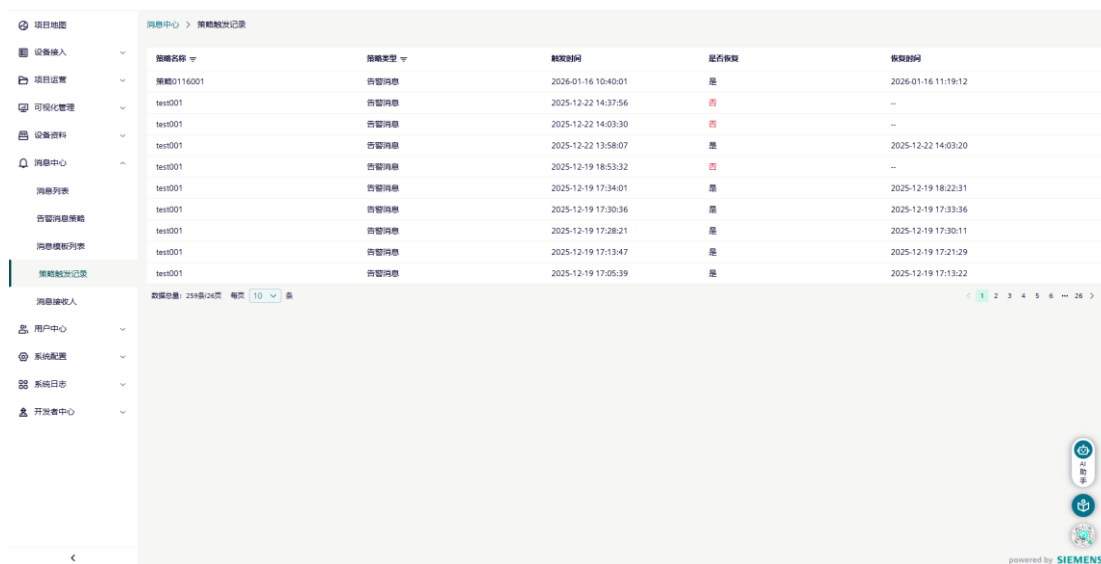 项目地图
设备接入
项目运营
可视化管理
设备资料
消息中心
消息列表
告警消息策略
消息模板列表
策略触发记录
消息接收人
用户中心
系统配置
系统日志
开发者中心
消息中心 > 策略触发记录
策略名称 策略类型 触发时间 是否恢复 恢复时间
策略0116001 告警消息 2026-01-16 10:40:01 是 2026-01-16 11:19:12
test001 告警消息 2025-12-22 14:37:56 否 --
test001 告警消息 2025-12-22 14:03:30 否 --
test001 告警消息 2025-12-22 13:58:07 是 2025-12-22 14:03:20
test001 告警消息 2025-12-19 18:53:32 否 --
test001 告警消息 2025-12-19 17:34:01 是 2025-12-19 18:22:31
test001 告警消息 2025-12-19 17:30:36 是 2025-12-19 17:33:36
test001 告警消息 2025-12-19 17:28:21 是 2025-12-19 17:30:11
test001 告警消息 2025-12-19 17:13:47 是 2025-12-19 17:21:29
test001 告警消息 2025-12-19 17:05:39 是 2025-12-19 17:13:22
数据总量: 259条/26页 每页 10 条 < 1 2 3 4 5 6 ··· 26 >
AI
助
手
powered by SIEMENS